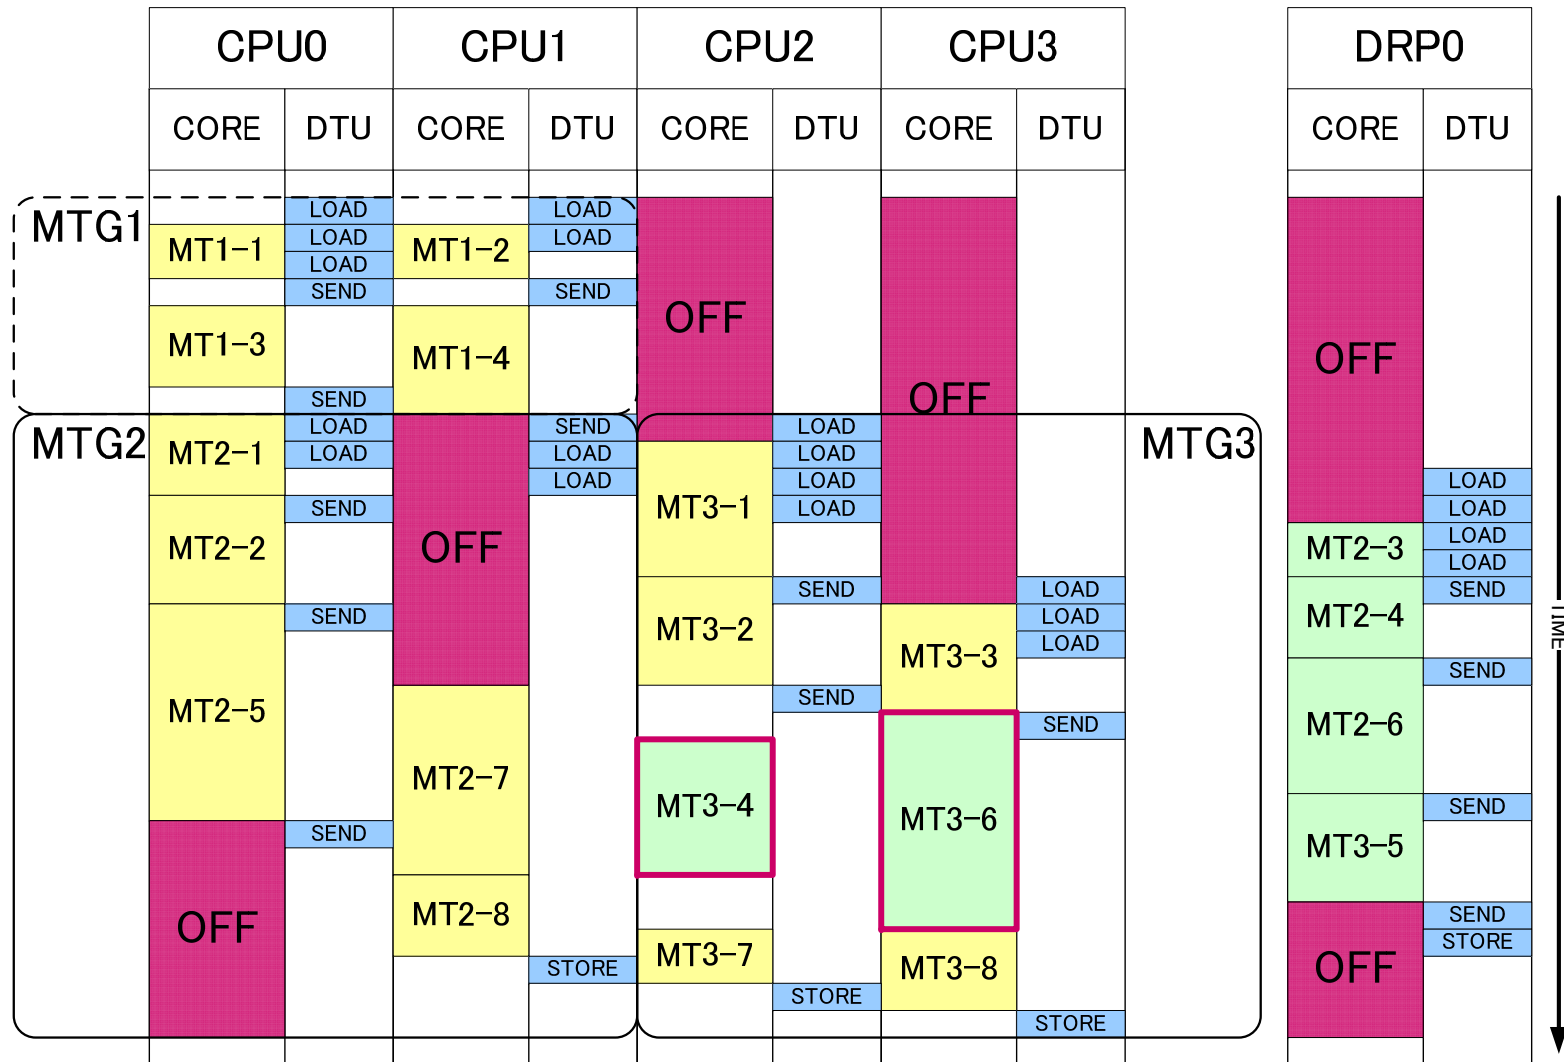 CPU0 CPU1 CPU2 CPU3 DRP0
CORE DTU CORE DTU CORE DTU CORE DTU CORE DTU
LOAD LOAD
MTG1
MT1-1 LOAD MT1-2 LOAD
LOAD
SEND SEND
OFF
MT1-3 MT1-4 OFF
OFF
SEND
MTG2 LOAD SEND LOAD MTG3
MT2-1 LOAD LOAD LOAD
LOAD LOAD LOAD
SEND MT3-1 LOAD LOAD
MT2-2 OFF MT2-3 LOAD
LOAD
SEND LOAD SEND
SEND LOAD MT2-4
MT3-2 LOAD TIME
MT3-3
SEND
SEND
MT2-5 SEND MT2-6
MT2-7
MT3-4 MT3-6 SEND
SEND MT3-5
MT2-8 SEND
OFF STORE
MT3-7 MT3-8 OFF
STORE
STORE
STORE